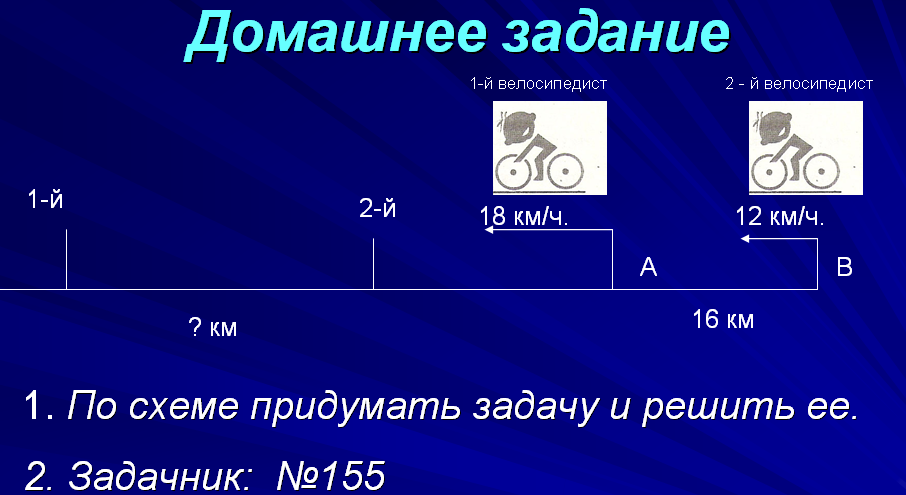 Домашнее задание
1-й велосипедист
2 - й велосипедист
1-й
2-й
18 км/ч.
12 км/ч.
А
В
? км
16 км
1. По схеме придумать задачу и решить ее.
2. Задачник: №155